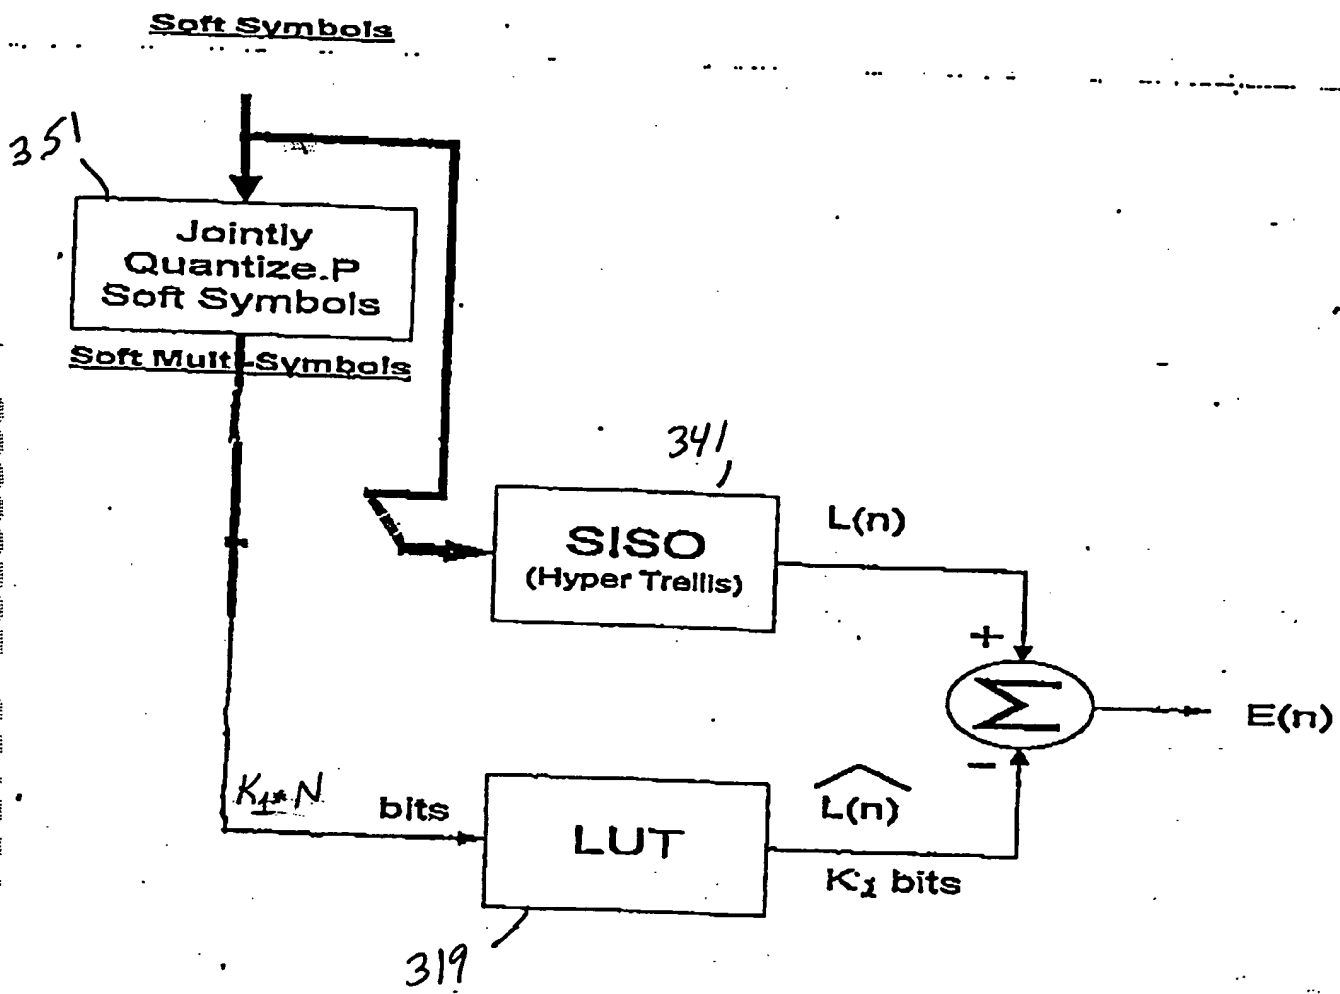 Soft Symbols
351
Jointly
Quantize.P
Soft Symbols
Soft Multi-Symbols
341
SISO
(Hyper Trellis)
L(n)
+
Σ
E(n)
−
K1*N bits
LUT
L(n)
bits
319